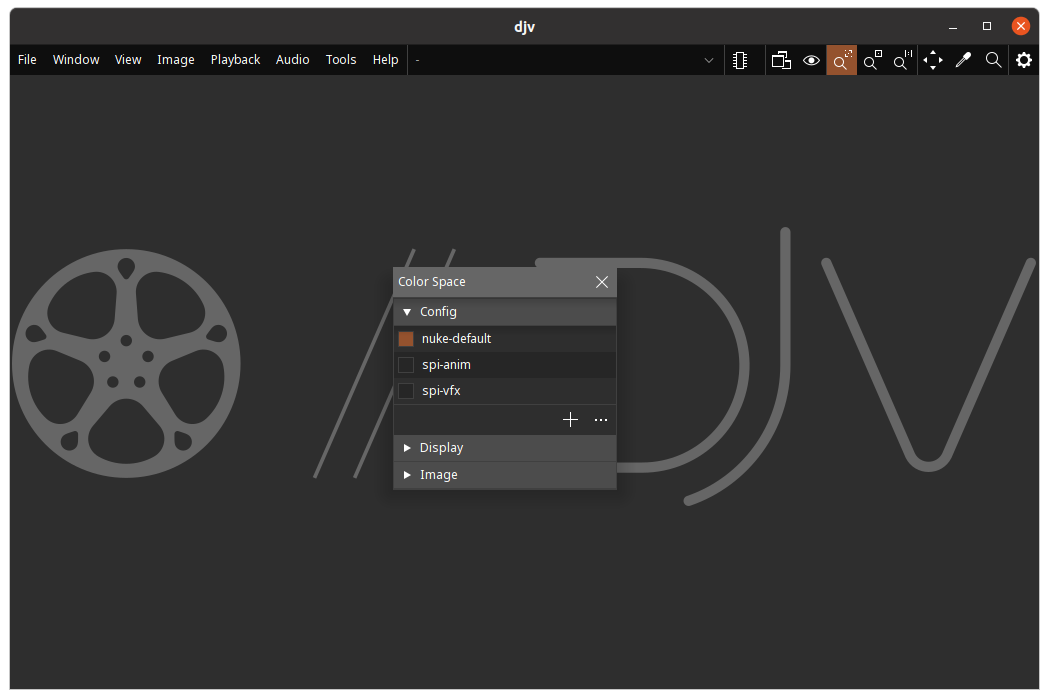 djv
File Window View Image Playback Audio Tools Help -
DJV
Color Space
Config
nuke-default
spi-anim
spi-vfx
Display
Image